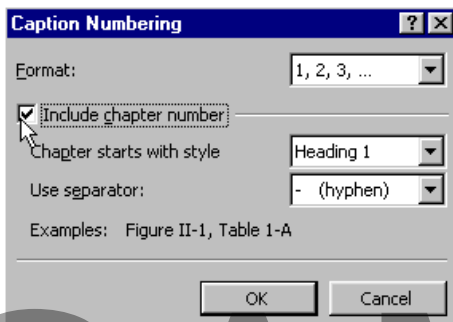 Caption Numbering
Format: 1, 2, 3, ...
Include chapter number
Chapter starts with style Heading 1
Use separator: - (hyphen)
Examples: Figure II-1, Table 1-A
OK Cancel